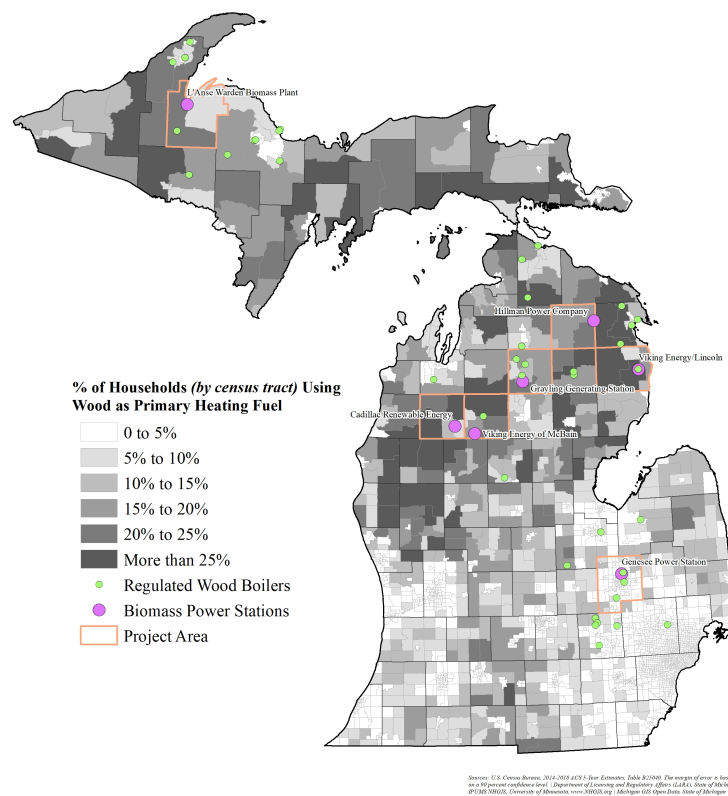 L'Anse Warden Biomass Plant
Hillman Power Company
Viking Energy/Lincoln
Grayling Generating Station
Cadillac Renewable Energy
Viking Energy of McBain
Genesee Power Station
% of Households (by census tract) Using
Wood as Primary Heating Fuel
0 to 5%
5% to 10%
10% to 15%
15% to 20%
20% to 25%
More than 25%
Regulated Wood Boilers
Biomass Power Stations
Project Area
Sources: U.S. Census Bureau, 2014-2018 ACS 5-Year Estimates, Table B25040. The margin of error is bas
on a 90 percent confidence level. | Department of Licensing and Regulatory Affairs (LARA), State of Michi
IPUMS NHGIS, University of Minnesota, www.NHGIS.org | Michigan GIS Open Data, State of Michigan